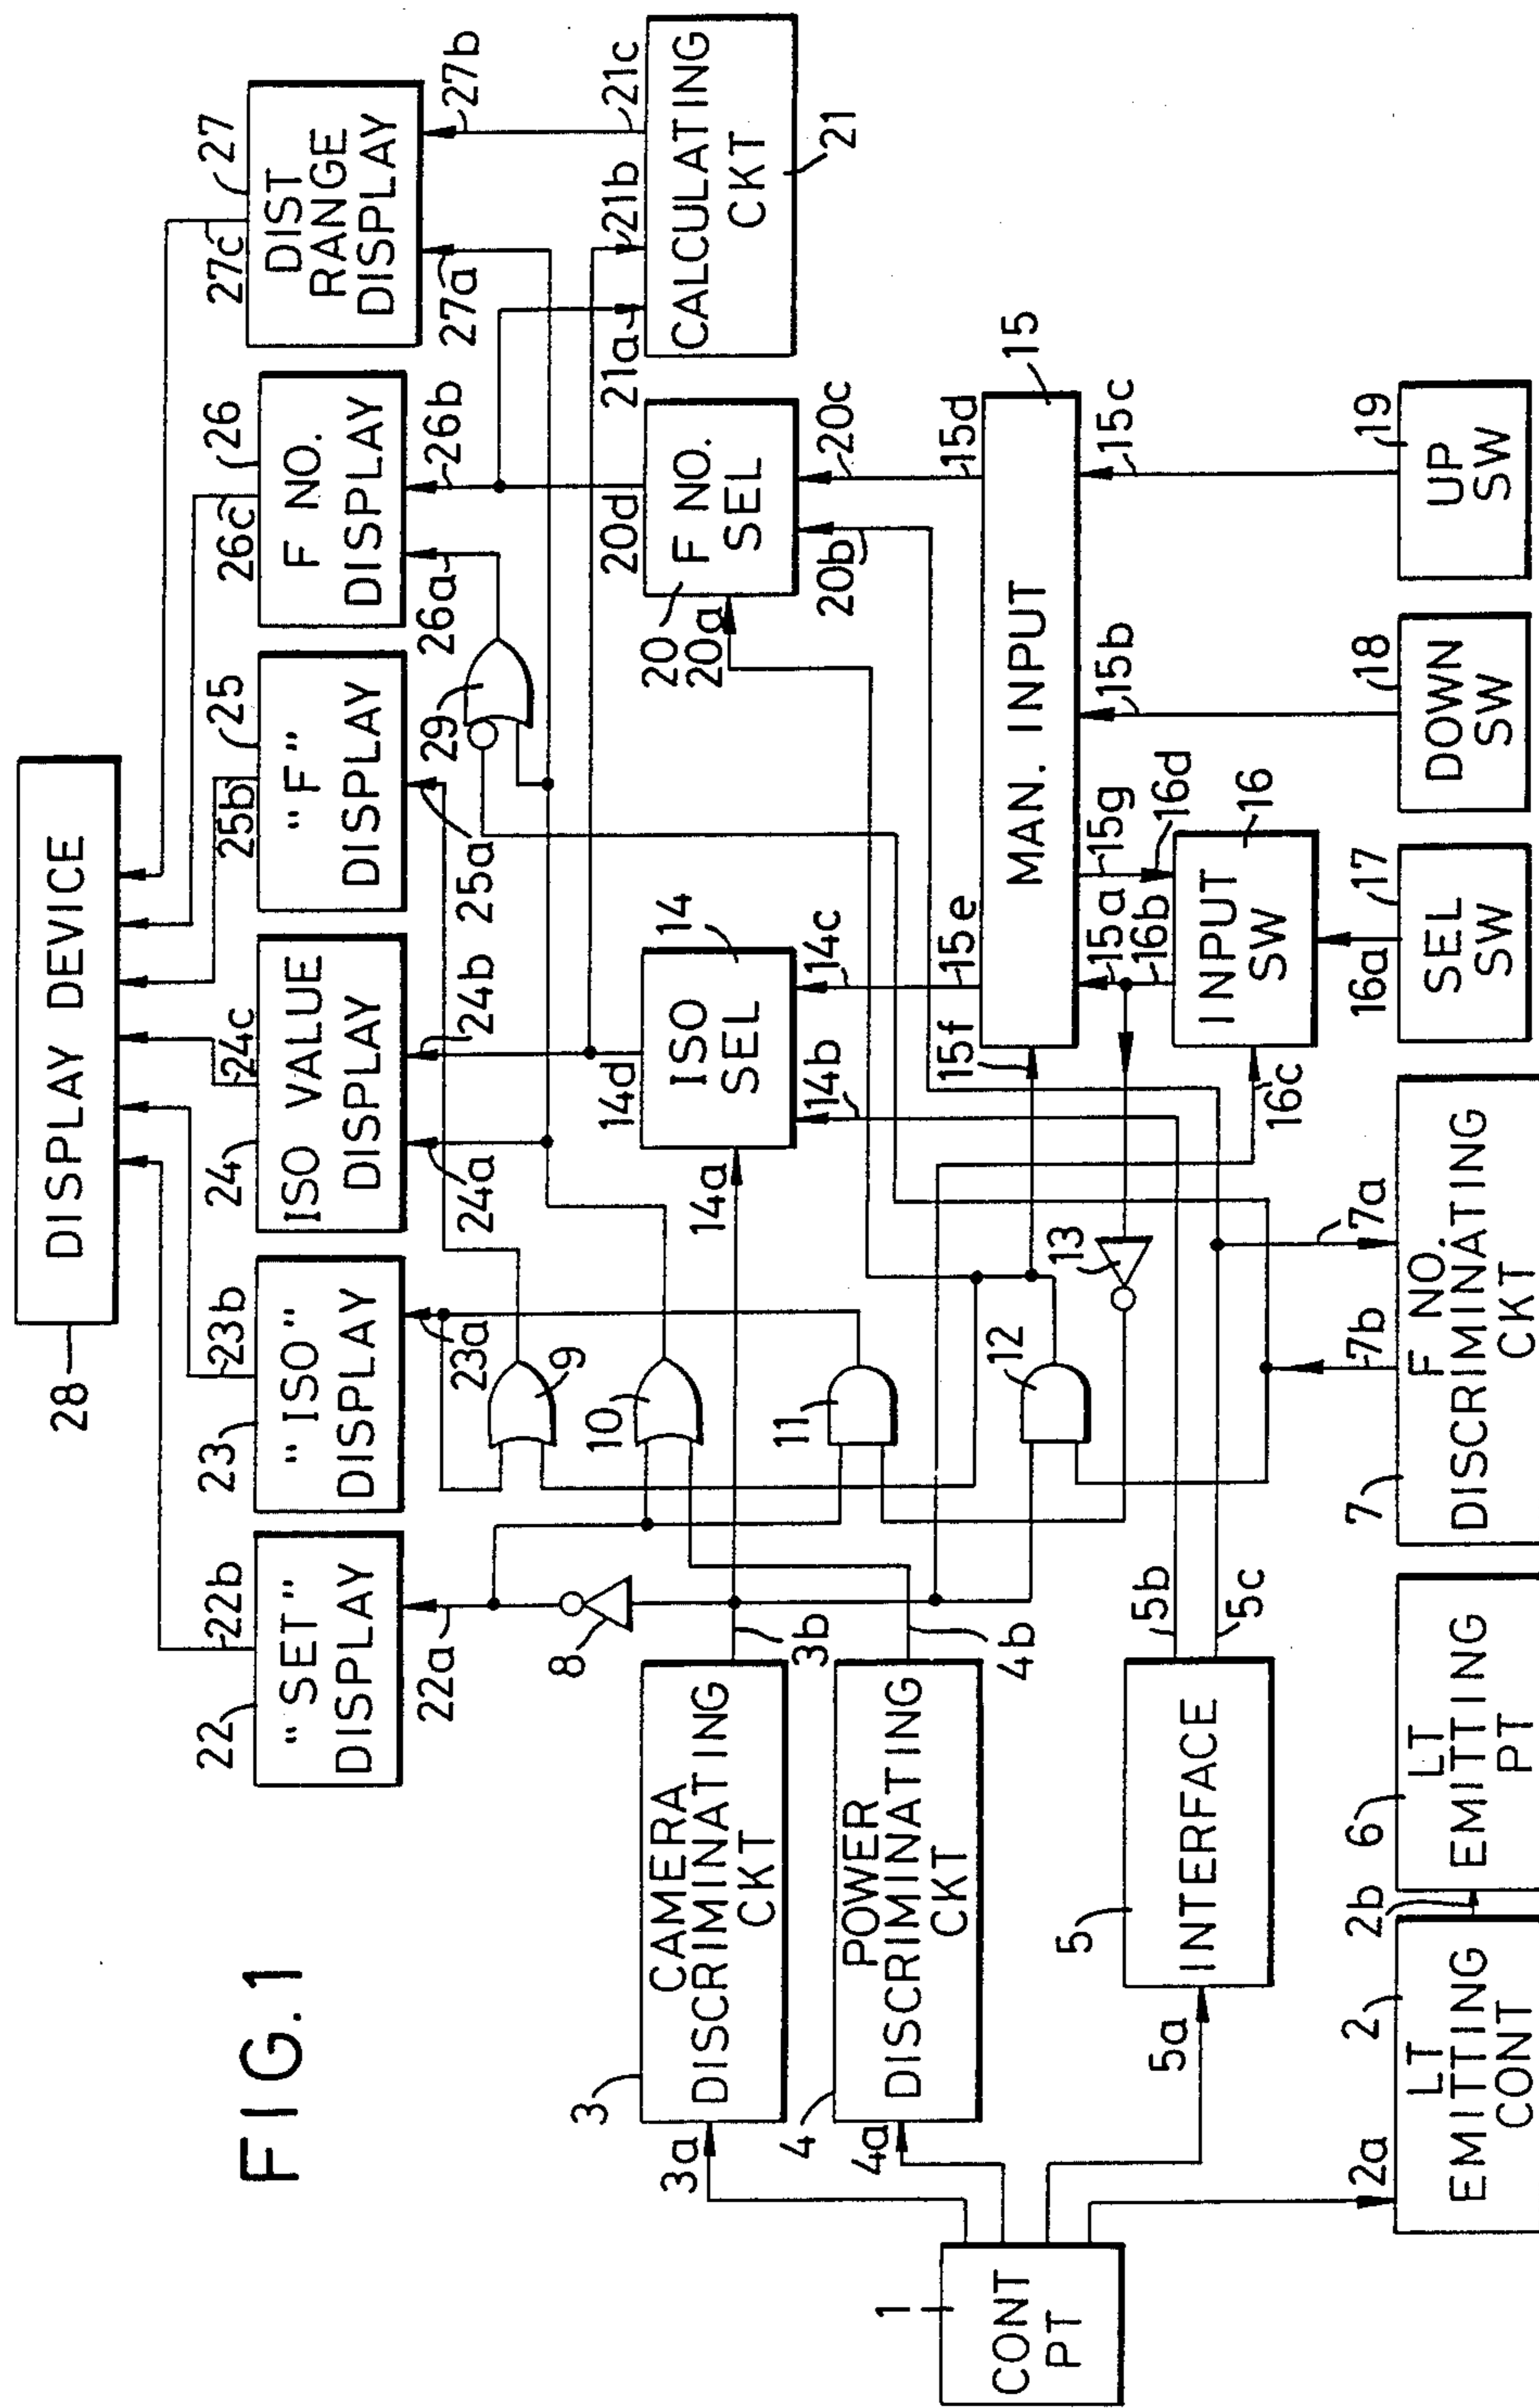 FIG. 1
28
DISPLAY DEVICE
22b
23b
24c
25b
26c
27c
22
"SET"
DISPLAY
23
"ISO"
DISPLAY
24
ISO VALUE
DISPLAY
25
"F"
DISPLAY
26
F NO.
DISPLAY
27
DIST
RANGE
DISPLAY
22a
23a
24a
24b
25a
26a
26b
27a
27b
8
9
10
11
12
13
29
3
3a
CAMERA
DISCRIMINATING
CKT
3b
14a
14d
14
ISO
SEL
14b
14c
20
20a
20d
F NO.
SEL
20b
20c
21a
21b
21c
CALCULATING
CKT
21
4
4a
POWER
DISCRIMINATING
CKT
4b
1
CONT
PT
15f
15e
15d
15
MAN. INPUT
15a
15g
15b
15c
5
5a
INTERFACE
5b
5c
16b
16d
16c
INPUT
SW
16
16a
2a
2
LT
EMITTING
CONT
2b
6
LT
EMITTING
PT
7
7b
7a
F NO.
DISCRIMINATING
CKT
17
SEL
SW
18
DOWN
SW
19
UP
SW